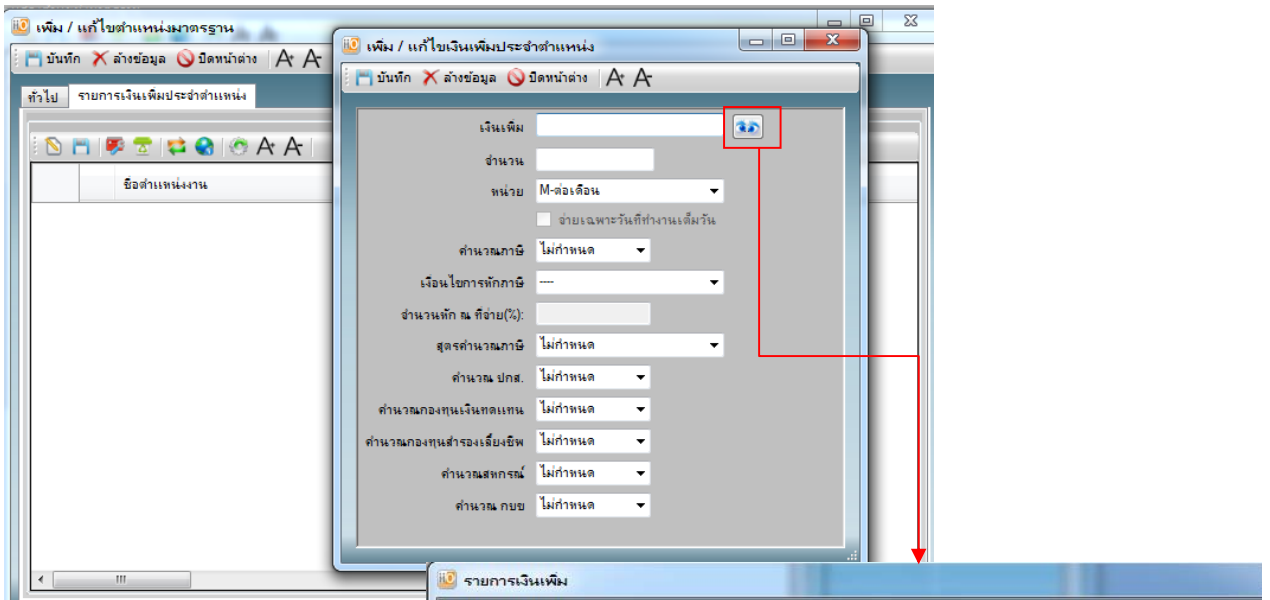 เพิ่ม / แก้ไขตำแหน่งมาตรฐาน
บันทึก ล้างข้อมูล ปิดหน้าต่าง A+ A-
ทั่วไป รายการเงินเพิ่มประจำตำแหน่ง
A+ A-
ชื่อตำแหน่งงาน
เพิ่ม / แก้ไขเงินเพิ่มประจำตำแหน่ง
บันทึก ล้างข้อมูล ปิดหน้าต่าง A+ A-
เงินเพิ่ม
จำนวน
หน่วย M-ต่อเดือน
จ่ายเฉพาะวันที่ทำงานเต็มวัน
คำนวณภาษี ไม่กำหนด
เงื่อนไขการหักภาษี ----
จำนวนหัก ณ ที่จ่าย(%):
สูตรคำนวณภาษี ไม่กำหนด
คำนวณ ปกส. ไม่กำหนด
คำนวณกองทุนเงินทดแทน ไม่กำหนด
คำนวณกองทุนสำรองเลี้ยงชีพ ไม่กำหนด
คำนวณสหกรณ์ ไม่กำหนด
คำนวณ กบข ไม่กำหนด
รายการเงินเพิ่ม